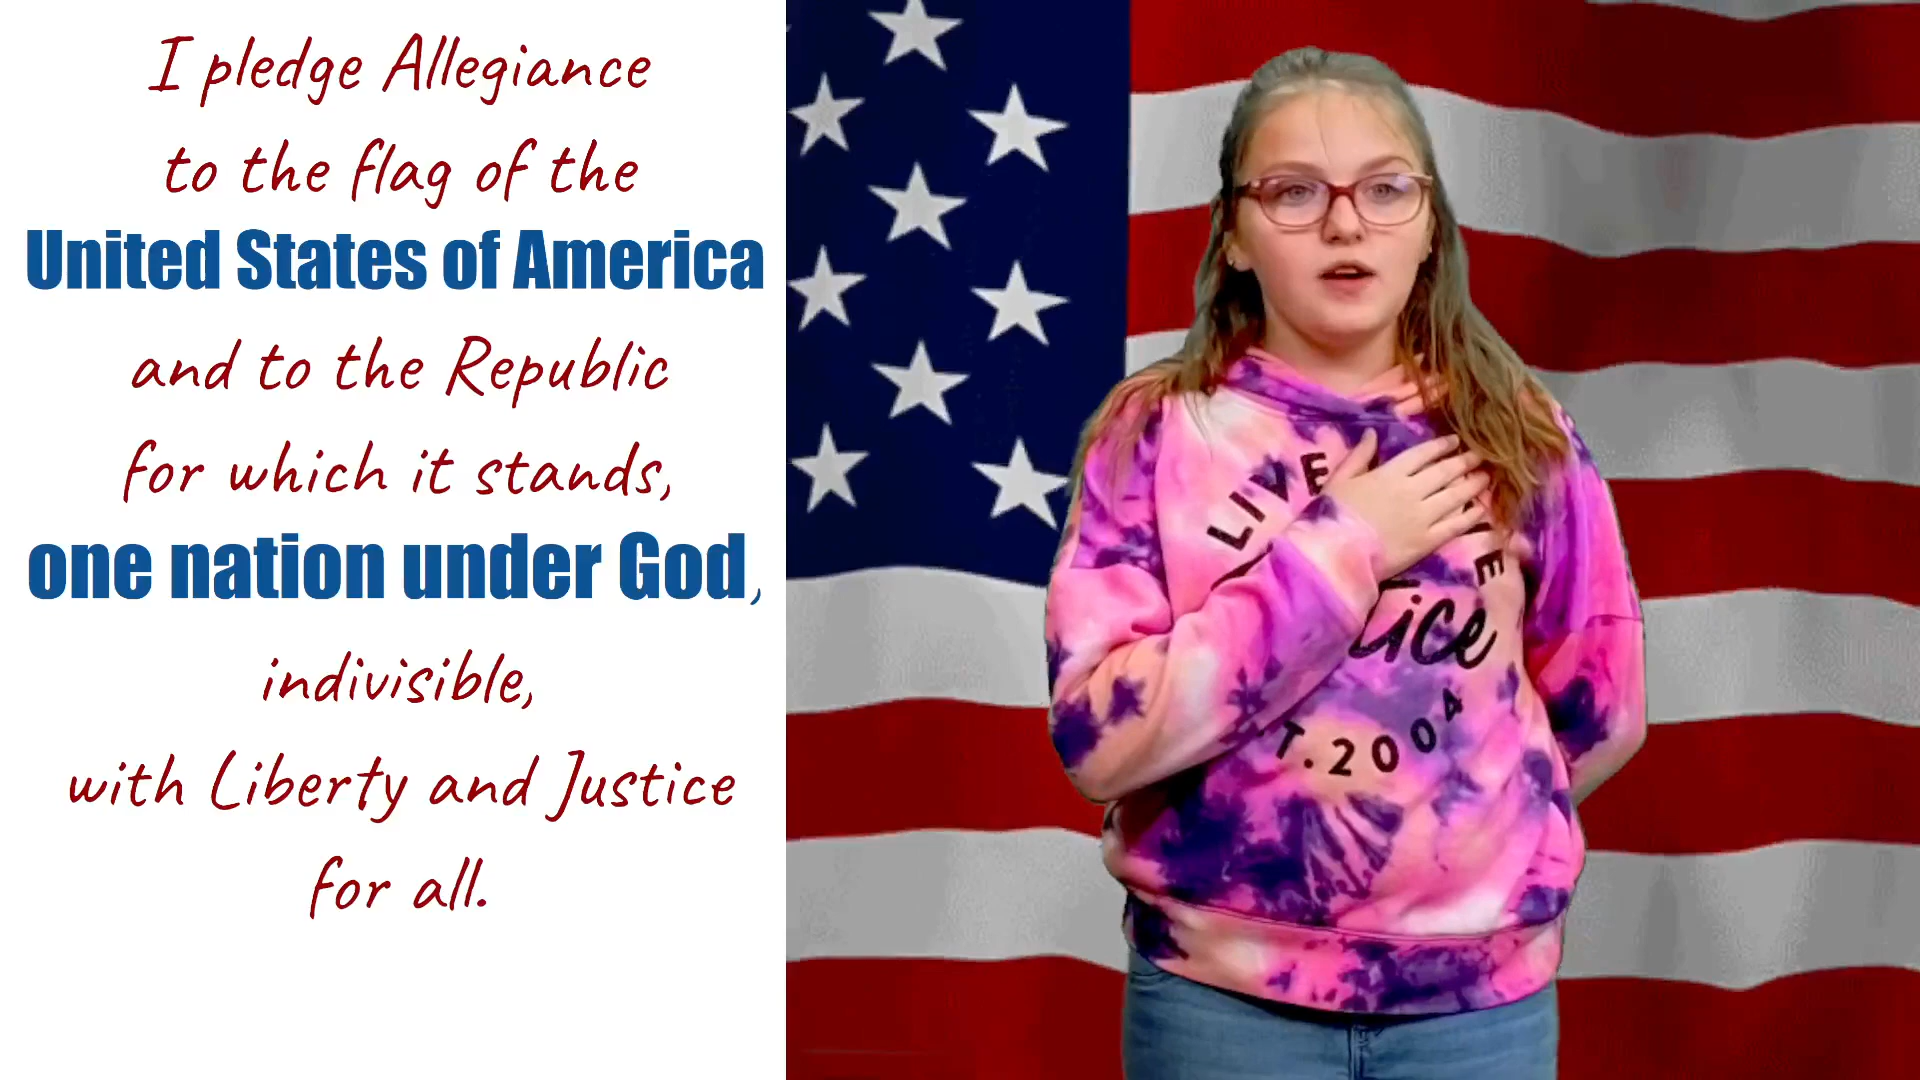 I pledge Allegiance
to the flag of the
United States of America
and to the Republic
for which it stands,
one nation under God,
indivisible,
with Liberty and Justice
for all.
LIVE
T.2004